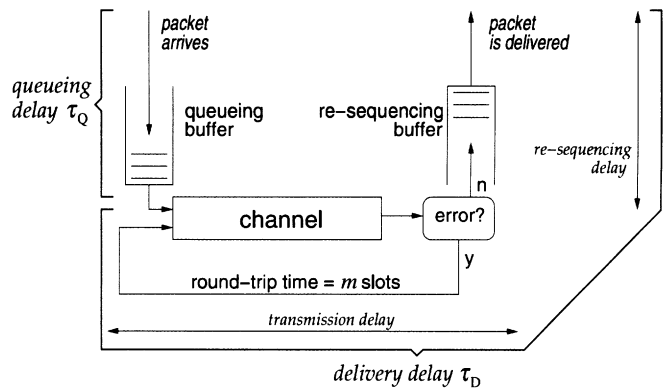 packet
arrives
packet
is delivered
queueing
delay τQ
queueing
buffer
re-sequencing
buffer
re-sequencing
delay
n
channel
error?
y
round-trip time = m slots
transmission delay
delivery delay τD